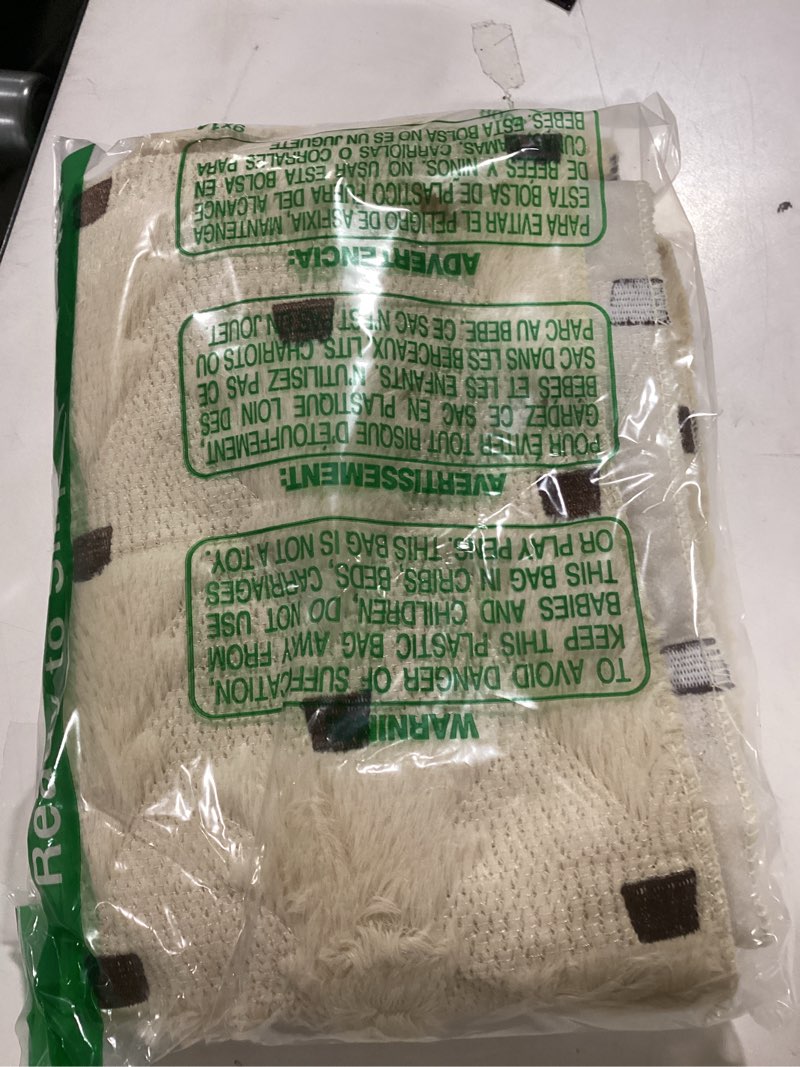 WARNING
TO AVOID DANGER OF SUFFOCATION,
KEEP THIS PLASTIC BAG AWAY FROM
BABIES AND CHILDREN, DO NOT USE
THIS BAG IN CRIBS, BEDS, CARRIAGES
OR PLAY PENS. THIS BAG IS NOT A TOY.
AVERTISSEMENT:
POUR ÉVITER TOUT RISQUE D'ÉTOUFFEMENT,
GARDEZ CE SAC EN PLASTIQUE LOIN DES
BEBES ET LES ENFANTS. N'UTILISEZ PAS CE
SAC DANS LES BERCEAUX, LITS, CHARIOTS OU
PARC AU BEBE. CE SAC N'EST UN JOUET
ADVERTENCIA:
PARA EVITAR EL PELIGRO DE ASFIXIA, MANTENGA
ESTA BOLSA DE PLASTICO FUERA DEL ALCANCE
DE BEFES Y NINOS. NO USAR ESTA BOLSA EN
CARRIOLAS O CORRALES PARA
BEBES. ESTA BOLSA NO ES UN JUGUETE
Ready to